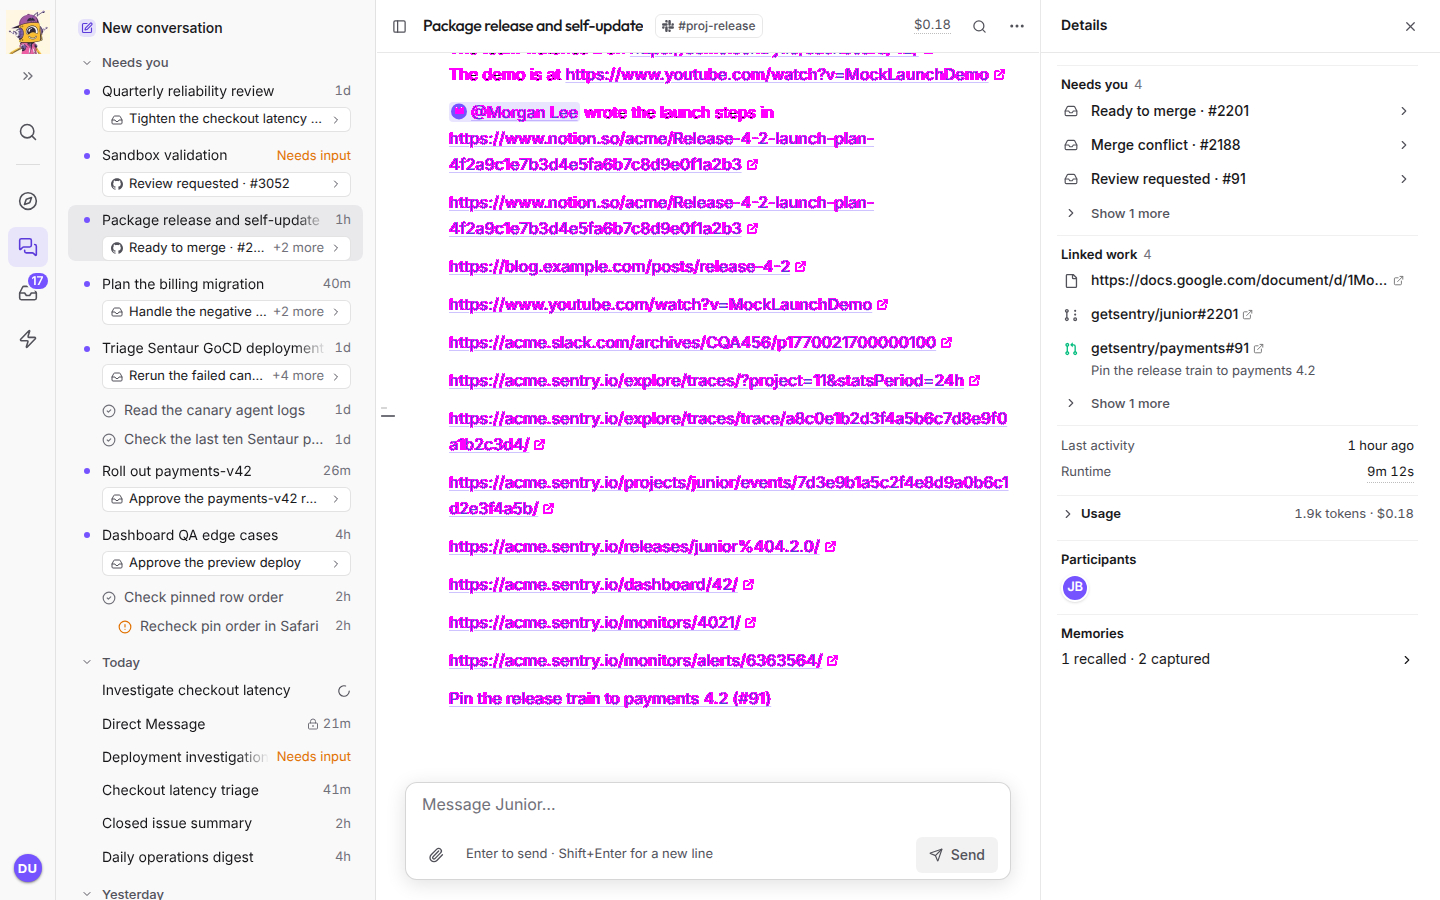 New conversation
Needs you
Quarterly reliability review 1d
Tighten the checkout latency ...
Sandbox validation Needs input
Review requested · #3052
Package release and self-update 1h
Ready to merge · #2... +2 more
Plan the billing migration 40m
Handle the negative ... +2 more
Triage Sentaur GoCD deployment 1d
Rerun the failed can... +4 more
Read the canary agent logs 1d
Check the last ten Sentaur p... 1d
Roll out payments-v42 26m
Approve the payments-v42 r...
Dashboard QA edge cases 4h
Approve the preview deploy
Check pinned row order 2h
Recheck pin order in Safari 2h
Today
Investigate checkout latency
Direct Message 21m
Deployment investigation Needs input
Checkout latency triage 41m
Closed issue summary 2h
Daily operations digest 4h
Yesterday
17
DU
Package release and self-update #proj-release $0.18
The demo is at https://www.youtube.com/watch?v=MockLaunchDemo
@Morgan Lee wrote the launch steps in
https://www.notion.so/acme/Release-4-2-launch-plan-
4f2a9c1e7b3d4e5fa6b7c8d9e0f1a2b3
https://www.notion.so/acme/Release-4-2-launch-plan-
4f2a9c1e7b3d4e5fa6b7c8d9e0f1a2b3
https://blog.example.com/posts/release-4-2
https://www.youtube.com/watch?v=MockLaunchDemo
https://acme.slack.com/archives/CQA456/p1770021700000100
https://acme.sentry.io/explore/traces/?project=11&statsPeriod=24h
https://acme.sentry.io/explore/traces/trace/a8c0e1b2d3f4a5b6c7d8e9f0
a1b2c3d4/
https://acme.sentry.io/projects/junior/events/7d3e9b1a5c2f4e8d9a0b6c1
d2e3f4a5b/
https://acme.sentry.io/releases/junior%404.2.0/
https://acme.sentry.io/dashboard/42/
https://acme.sentry.io/monitors/4021/
https://acme.sentry.io/monitors/alerts/6363564/
Pin the release train to payments 4.2 (#91)
Message Junior...
Enter to send · Shift+Enter for a new line
Send
Details
Needs you 4
Ready to merge · #2201
Merge conflict · #2188
Review requested · #91
Show 1 more
Linked work 4
https://docs.google.com/document/d/1Mo...
getsentry/junior#2201
getsentry/payments#91
Pin the release train to payments 4.2
Show 1 more
Last activity 1 hour ago
Runtime 9m 12s
Usage 1.9k tokens · $0.18
Participants
JB
Memories
1 recalled · 2 captured